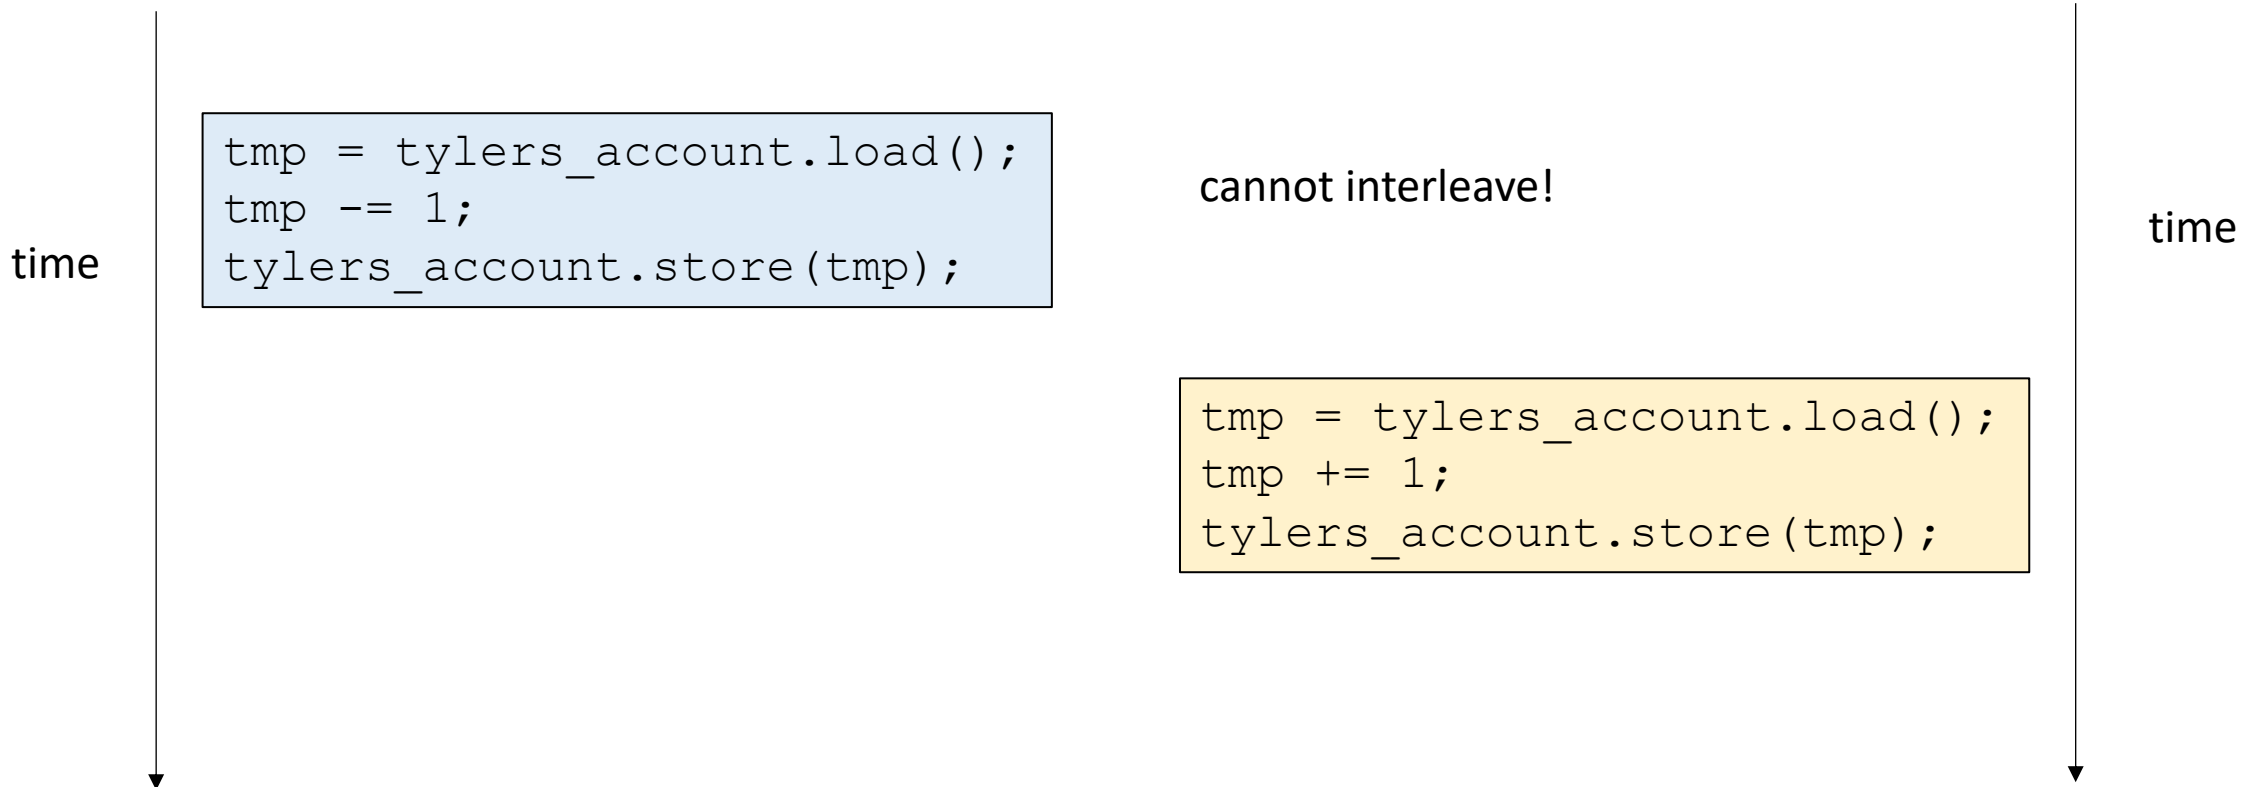 time
tmp = tylers_account.load();
tmp -= 1;
tylers_account.store(tmp);
cannot interleave!
tmp = tylers_account.load();
tmp += 1;
tylers_account.store(tmp);
time